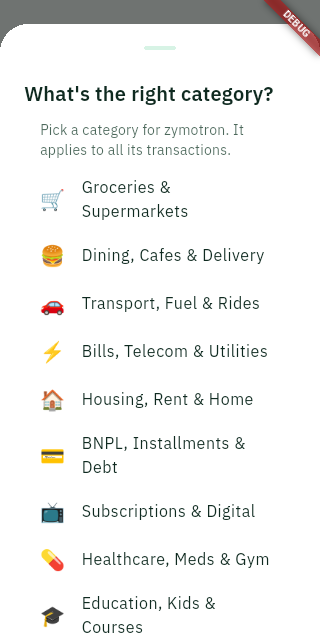 DEBUG
What's the right category?
Pick a category for zymotron. It
applies to all its transactions.
Groceries &
Supermarkets
Dining, Cafes & Delivery
Transport, Fuel & Rides
Bills, Telecom & Utilities
Housing, Rent & Home
BNPL, Installments &
Debt
Subscriptions & Digital
Healthcare, Meds & Gym
Education, Kids &
Courses